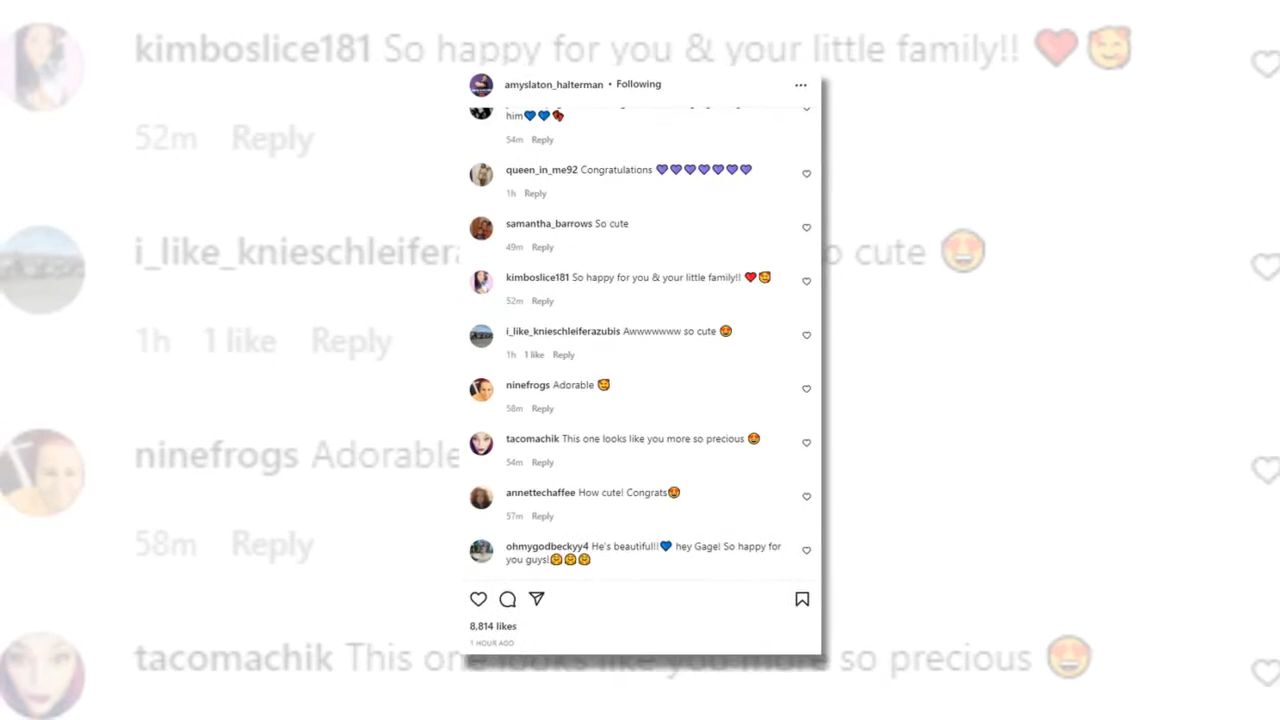 kimboslice181 So happy for you & your little family!! ❤️🥰
52m Reply
i_like_knieschleifera
o cute 😍
1h 1 like Reply
ninefrogs Adorable
58m Reply
tacomachik This one looks like you more so precious 😍
amyslaton_halterman • Following
him💙💙
54m Reply
queen_in_me92 Congratulations 💜💜💜💜💜💜💜
1h Reply
samantha_barrows So cute
49m Reply
kimboslice181 So happy for you & your little family!! ❤️🥰
52m Reply
i_like_knieschleiferazubis Awwwwwww so cute 😍
1h 1 like Reply
ninefrogs Adorable 🥰
58m Reply
tacomachik This one looks like you more so precious 😍
54m Reply
annettechaffee How cute! Congrats😍
57m Reply
ohmygodbeckyy4 He's beautiful!!💙 hey Gage! So happy for
you guys!🤗🤗🤗
8,814 likes
1 HOUR AGO